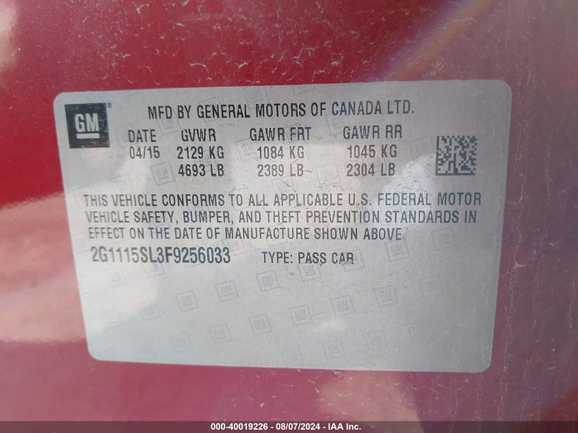 GM
MFD BY GENERAL MOTORS OF CANADA LTD.
DATE GVWR GAWR FRT GAWR RR
04/15 2129 KG 1084 KG 1045 KG
4693 LB 2389 LB 2304 LB
THIS VEHICLE CONFORMS TO ALL APPLICABLE U.S. FEDERAL MOTOR
VEHICLE SAFETY, BUMPER, AND THEFT PREVENTION STANDARDS IN
EFFECT ON THE DATE OF MANUFACTURE SHOWN ABOVE.
2G1115SL3F9256033 TYPE: PASS CAR
000-40019226 - 08/07/2024 - IAA Inc.